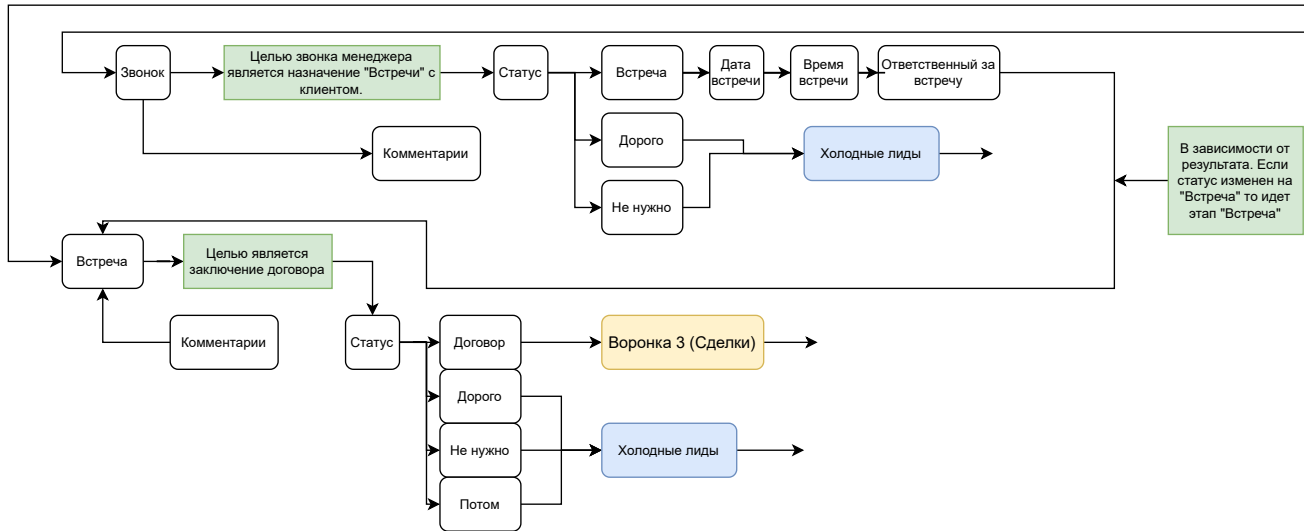 Звонок
Целью звонка менеджера
является назначение "Встречи" с
клиентом.
Статус
Встреча
Дата
встречи
Время
встречи
Ответственный за
встречу
Комментарии
Дорого
Холодные лиды
Не нужно
В зависимости от
результата. Если
статус изменен на
"Встреча" то идет
этап "Встреча"
Встреча
Целью является
заключение договора
Комментарии
Статус
Договор
Воронка 3 (Сделки)
Дорого
Не нужно
Холодные лиды
Потом